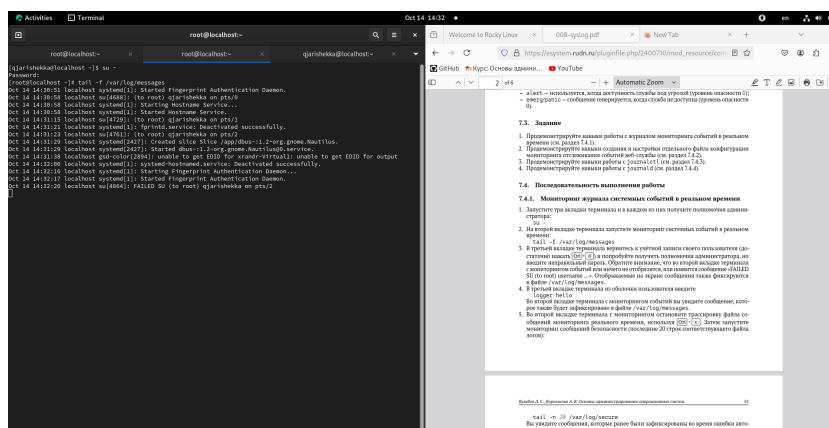 Activities
Terminal
Oct 14 14:32
en
root@localhost:~
root@localhost:~ ×
root@localhost:~ ×
qjarishekka@localhost:~ ×
[qjarishekka@localhost ~]$ su -
Password:
[root@localhost ~]# tail -f /var/log/messages
Oct 14 14:30:51 localhost systemd[1]: Started Fingerprint Authentication Daemon.
Oct 14 14:30:58 localhost su[4688]: (to root) qjarishekka on pts/0
Oct 14 14:30:58 localhost systemd[1]: Starting Hostname Service...
Oct 14 14:30:58 localhost systemd[1]: Started Hostname Service.
Oct 14 14:31:15 localhost su[4729]: (to root) qjarishekka on pts/1
Oct 14 14:31:21 localhost systemd[1]: fprintd.service: Deactivated successfully.
Oct 14 14:31:23 localhost su[4761]: (to root) qjarishekka on pts/2
Oct 14 14:31:29 localhost systemd[2427]: Created slice Slice /app/dbus-:1.2-org.gnome.Nautilus.
Oct 14 14:31:29 localhost systemd[2427]: Started dbus-:1.2-org.gnome.Nautilus@0.service.
Oct 14 14:31:38 localhost gsd-color[2894]: unable to get EDID for xrandr-Virtual1: unable to get EDID for output
Oct 14 14:32:00 localhost systemd[1]: systemd-hostnamed.service: Deactivated successfully.
Oct 14 14:32:16 localhost systemd[1]: Starting Fingerprint Authentication Daemon...
Oct 14 14:32:17 localhost systemd[1]: Started Fingerprint Authentication Daemon.
Oct 14 14:32:20 localhost su[4864]: FAILED SU (to root) qjarishekka on pts/2
Welcome to Rocky Linux ×
008-syslog.pdf ×
New Tab ×
https://esystem.rudn.ru/pluginfile.php/2400710/mod_resource/con
GitHub
Курс: Основы админи...
YouTube
2 of 6
Automatic Zoom
– alert — используется, когда доступность службы под угрозой (уровень опасности 1);
– emerg/panic — сообщение генерируется, когда служба не доступна (уровень опасности
0).
7.3. Задание
1. Продемонстрируйте навыки работы с журналом мониторинга событий в реальном
времени (см. раздел 7.4.1).
2. Продемонстрируйте навыки создания и настройки отдельного файла конфигурации
мониторинга отслеживания событий веб-службы (см. раздел 7.4.2).
3. Продемонстрируйте навыки работы с journalctl (см. раздел 7.4.3).
4. Продемонстрируйте навыки работы с journald (см. раздел 7.4.4).
7.4. Последовательность выполнения работы
7.4.1. Мониторинг журнала системных событий в реальном времени
1. Запустите три вкладки терминала и в каждом из них получите полномочия админи-
стратора:
su -
2. На второй вкладке терминала запустите мониторинг системных событий в реальном
времени:
tail -f /var/log/messages
3. В третьей вкладке терминала вернитесь к учётной записи своего пользователя (до-
статочно нажать Ctrl + d ) и попробуйте получить полномочия администратора, но
введите неправильный пароль. Обратите внимание, что во второй вкладке терминала
с мониторингом событий или ничего не отобразится, или появится сообщение «FAILED
SU (to root) username ...». Отображаемые на экране сообщения также фиксируются
в файле /var/log/messages.
4. В третьей вкладке терминала из оболочки пользователя введите
logger hello
Во второй вкладке терминала с мониторингом событий вы увидите сообщение, кото-
рое также будет зафиксировано в файле /var/log/messages.
5. Во второй вкладке терминала с мониторингом остановите трассировку файла со-
общений мониторинга реального времени, используя Ctrl + c . Затем запустите
мониторинг сообщений безопасности (последние 20 строк соответствующего файла
логов):
Кулябов Д. С., Королькова А. В. Основы администрирования операционных систем
tail -n 20 /var/log/secure
Вы увидите сообщения, которые ранее были зафиксированы во время ошибки авто-